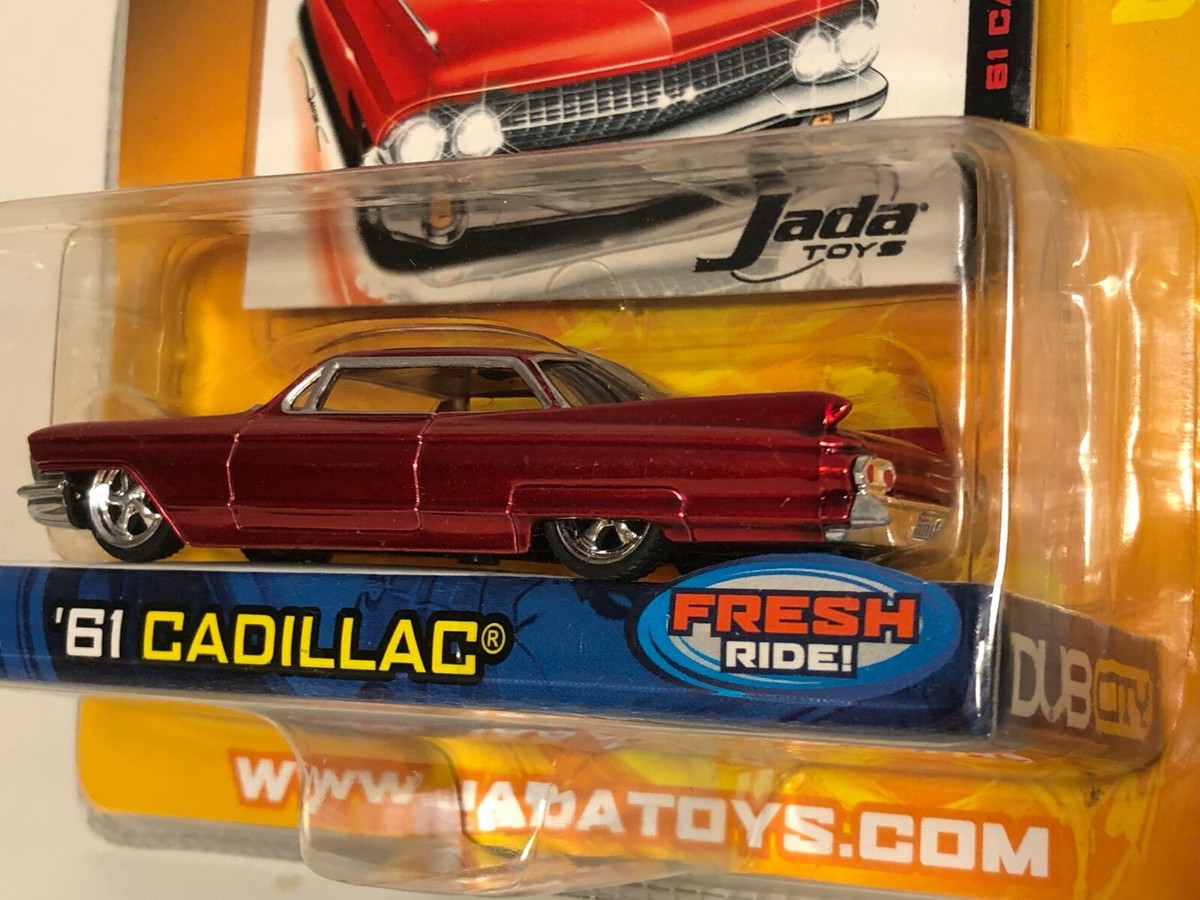 61 CA
Jada
TOYS
'61 CADILLAC®
FRESH
RIDE!
DUB CITY
WWW.JADATOYS.COM